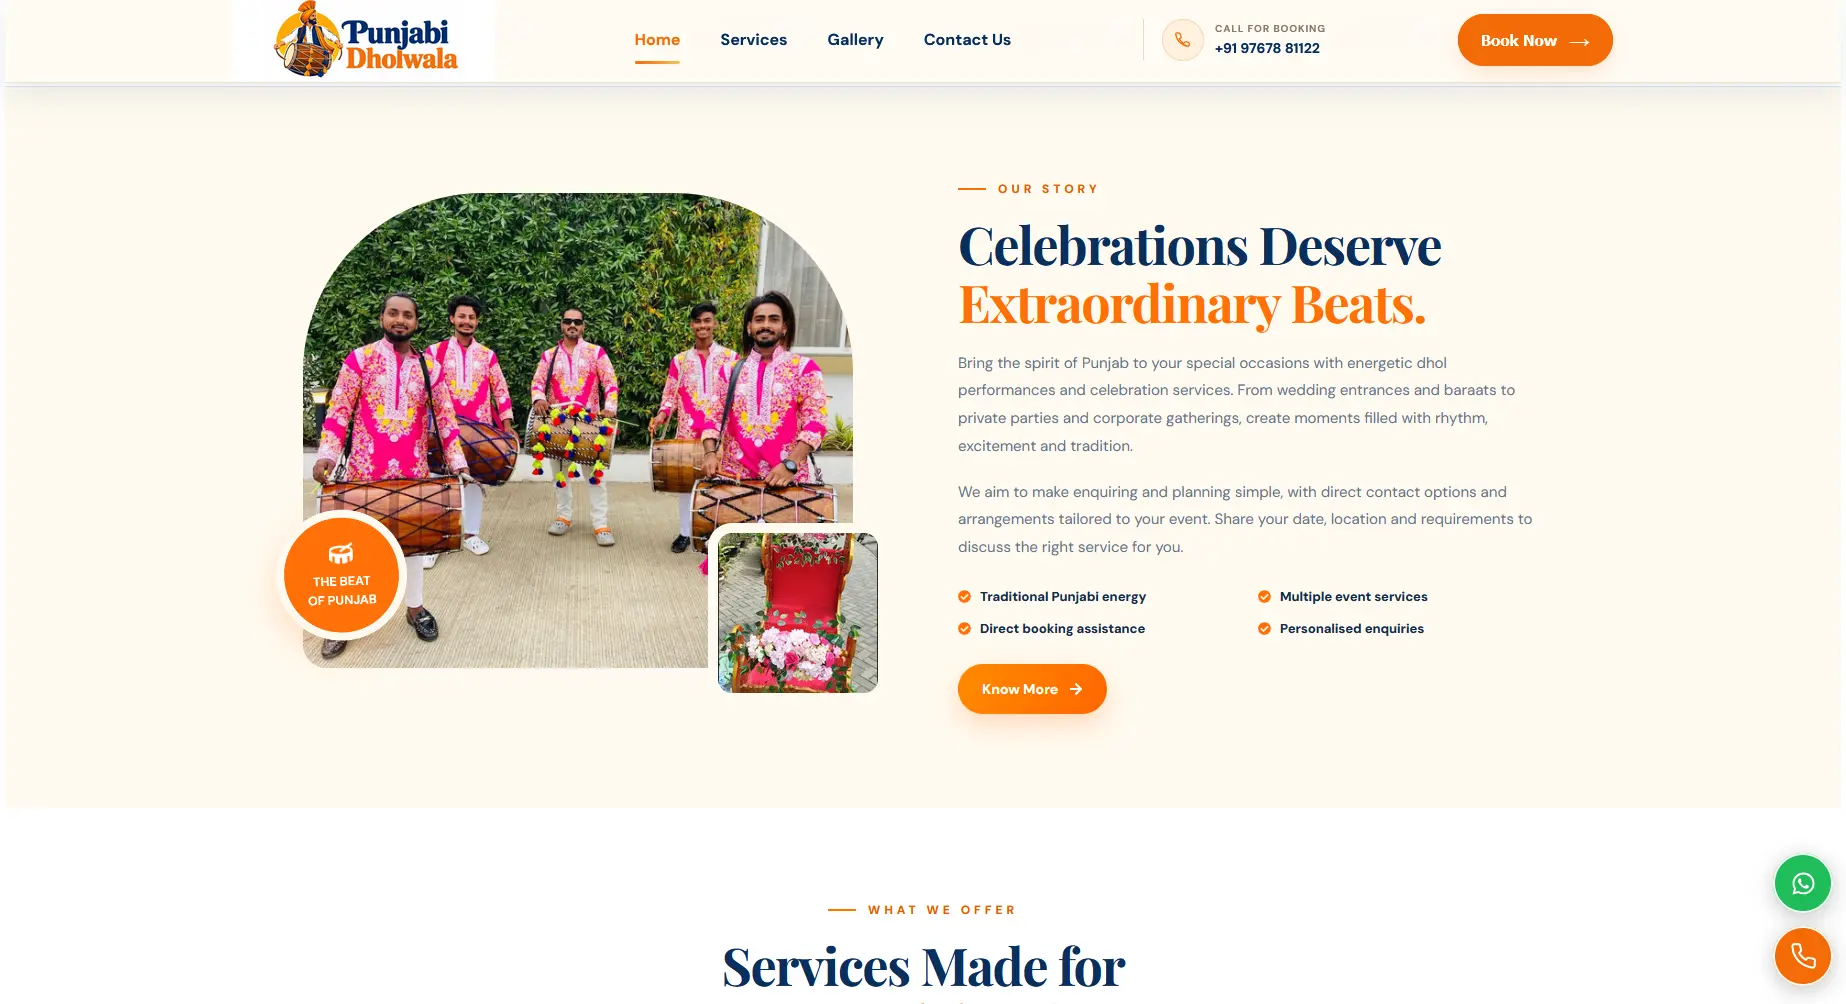 Punjabi
Dholwala
Home
Services
Gallery
Contact Us
CALL FOR BOOKING
+91 97678 81122
Book Now
OUR STORY
Celebrations Deserve
Extraordinary Beats.
Bring the spirit of Punjab to your special occasions with energetic dhol
performances and celebration services. From wedding entrances and baraats to
private parties and corporate gatherings, create moments filled with rhythm,
excitement and tradition.
We aim to make enquiring and planning simple, with direct contact options and
arrangements tailored to your event. Share your date, location and requirements to
discuss the right service for you.
Traditional Punjabi energy
Multiple event services
Direct booking assistance
Personalised enquiries
Know More
THE BEAT
OF PUNJAB
WHAT WE OFFER
Services Made for